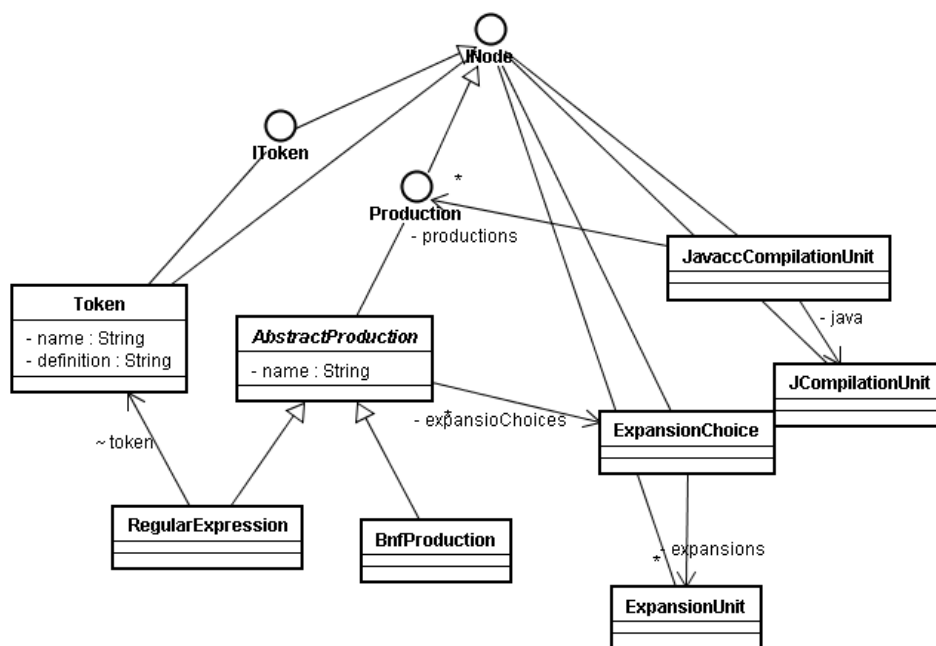 INode
IToken
*
Production
- productions
JavaccCompilationUnit
Token
- name : String
- definition : String
- java
AbstractProduction
- name : String
JCompilationUnit
*
- expansioChoices
ExpansionChoice
~ token
RegularExpression
BnfProduction
*
- expansions
ExpansionUnit